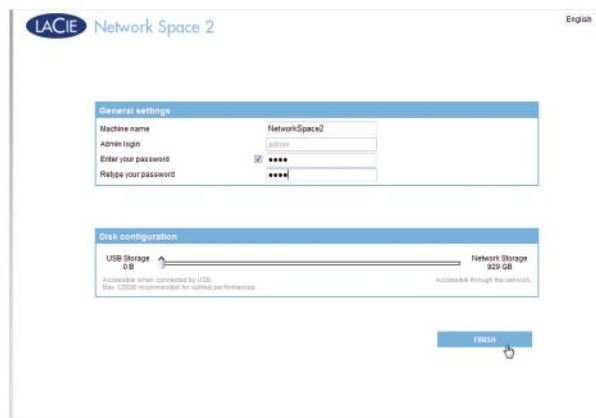 LACIE Network Space 2
English
General settings
Machine name NetworkSpace2
Admin login admin
Enter your password ••••
Retype your password ••••
Disk configuration
USB Storage Network Storage
0 B 929 GB
Accessible when connected by USB. Accessible through the network.
Max 128GB recommended for optimal performances.
FINISH